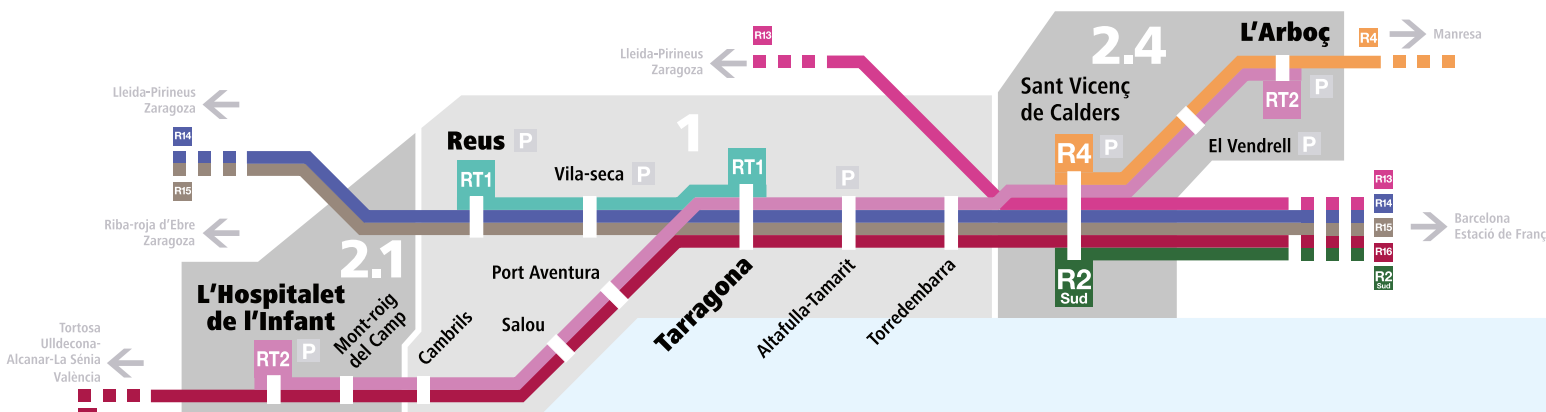 R13
Lleida-Pirineus
Zaragoza
2.4
L'Arboç
R4
Manresa
P
RT2
Sant Vicenç
de Calders
R4
P
El Vendrell P
Lleida-Pirineus
Zaragoza
R14
R15
Riba-roja d'Ebre
Zaragoza
Reus P
1
RT1
Vila-seca P
RT1
P
R13
R14
R15
R16
R2
Sud
Barcelona
Estació de Franç
2.1
L'Hospitalet
de l'Infant
RT2
P
Mont-roig
del Camp
Cambrils
Port Aventura
Salou
Tarragona
Altafulla-Tamarit
Torredembarra
R2
Sud
Tortosa
Ulldecona-
Alcanar-La Sénia
València